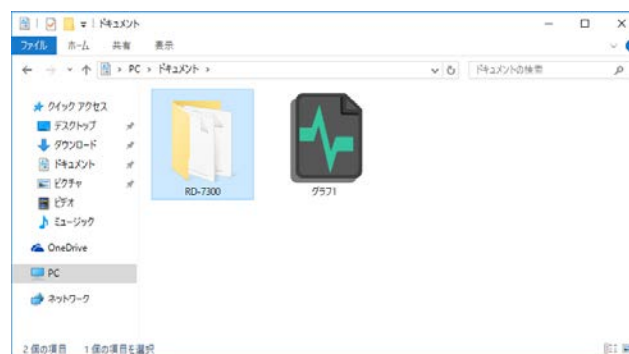 ドキュメント
ファイル ホーム 共有 表示
PC > ドキュメント > ドキュメントの検索
クイック アクセス
デスクトップ
ダウンロード
ドキュメント
ピクチャ
ビデオ
ミュージック
OneDrive
PC
ネットワーク
RD-7300 グラフ1
2 個の項目 1 個の項目を選択